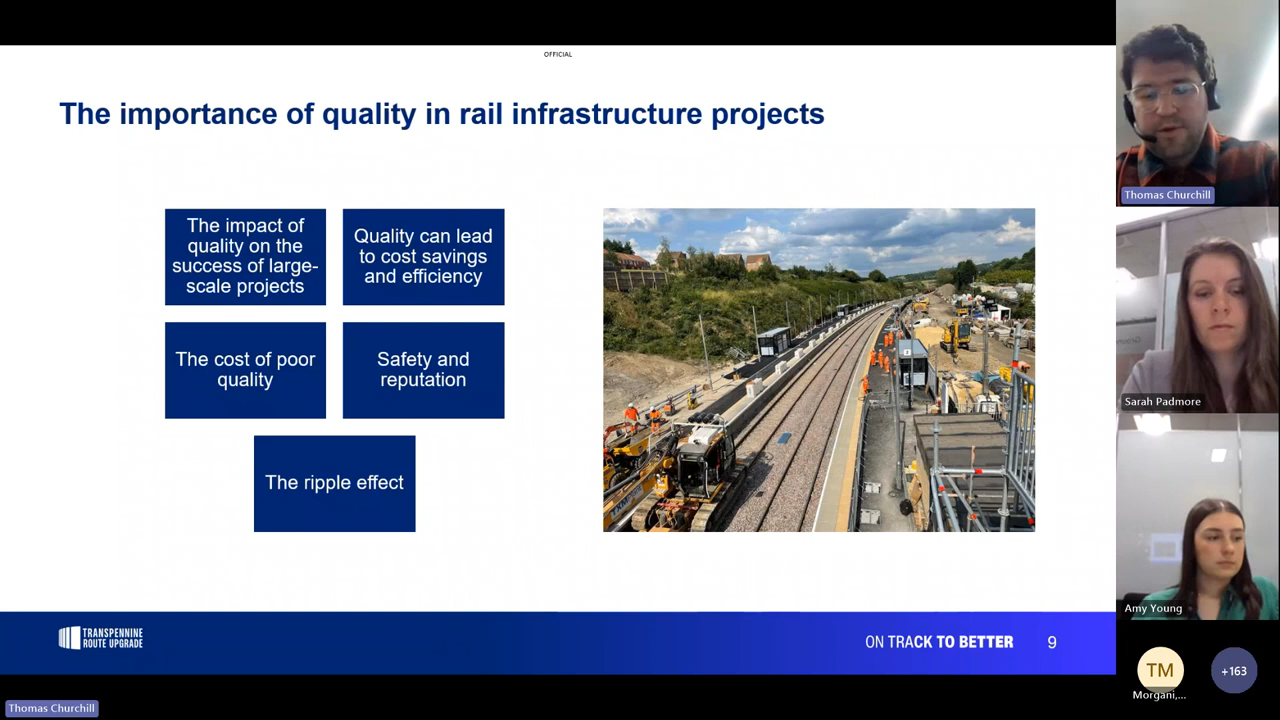 OFFICIAL
The importance of quality in rail infrastructure projects
The impact of
quality on the
success of large-
scale projects
Quality can lead
to cost savings
and efficiency
The cost of poor
quality
Safety and
reputation
The ripple effect
TRANSPENNINE
ROUTE UPGRADE
ON TRACK TO BETTER
9
Thomas Churchill
Sarah Padmore
Amy Young
TM
Morgani,...
+163
Thomas Churchill